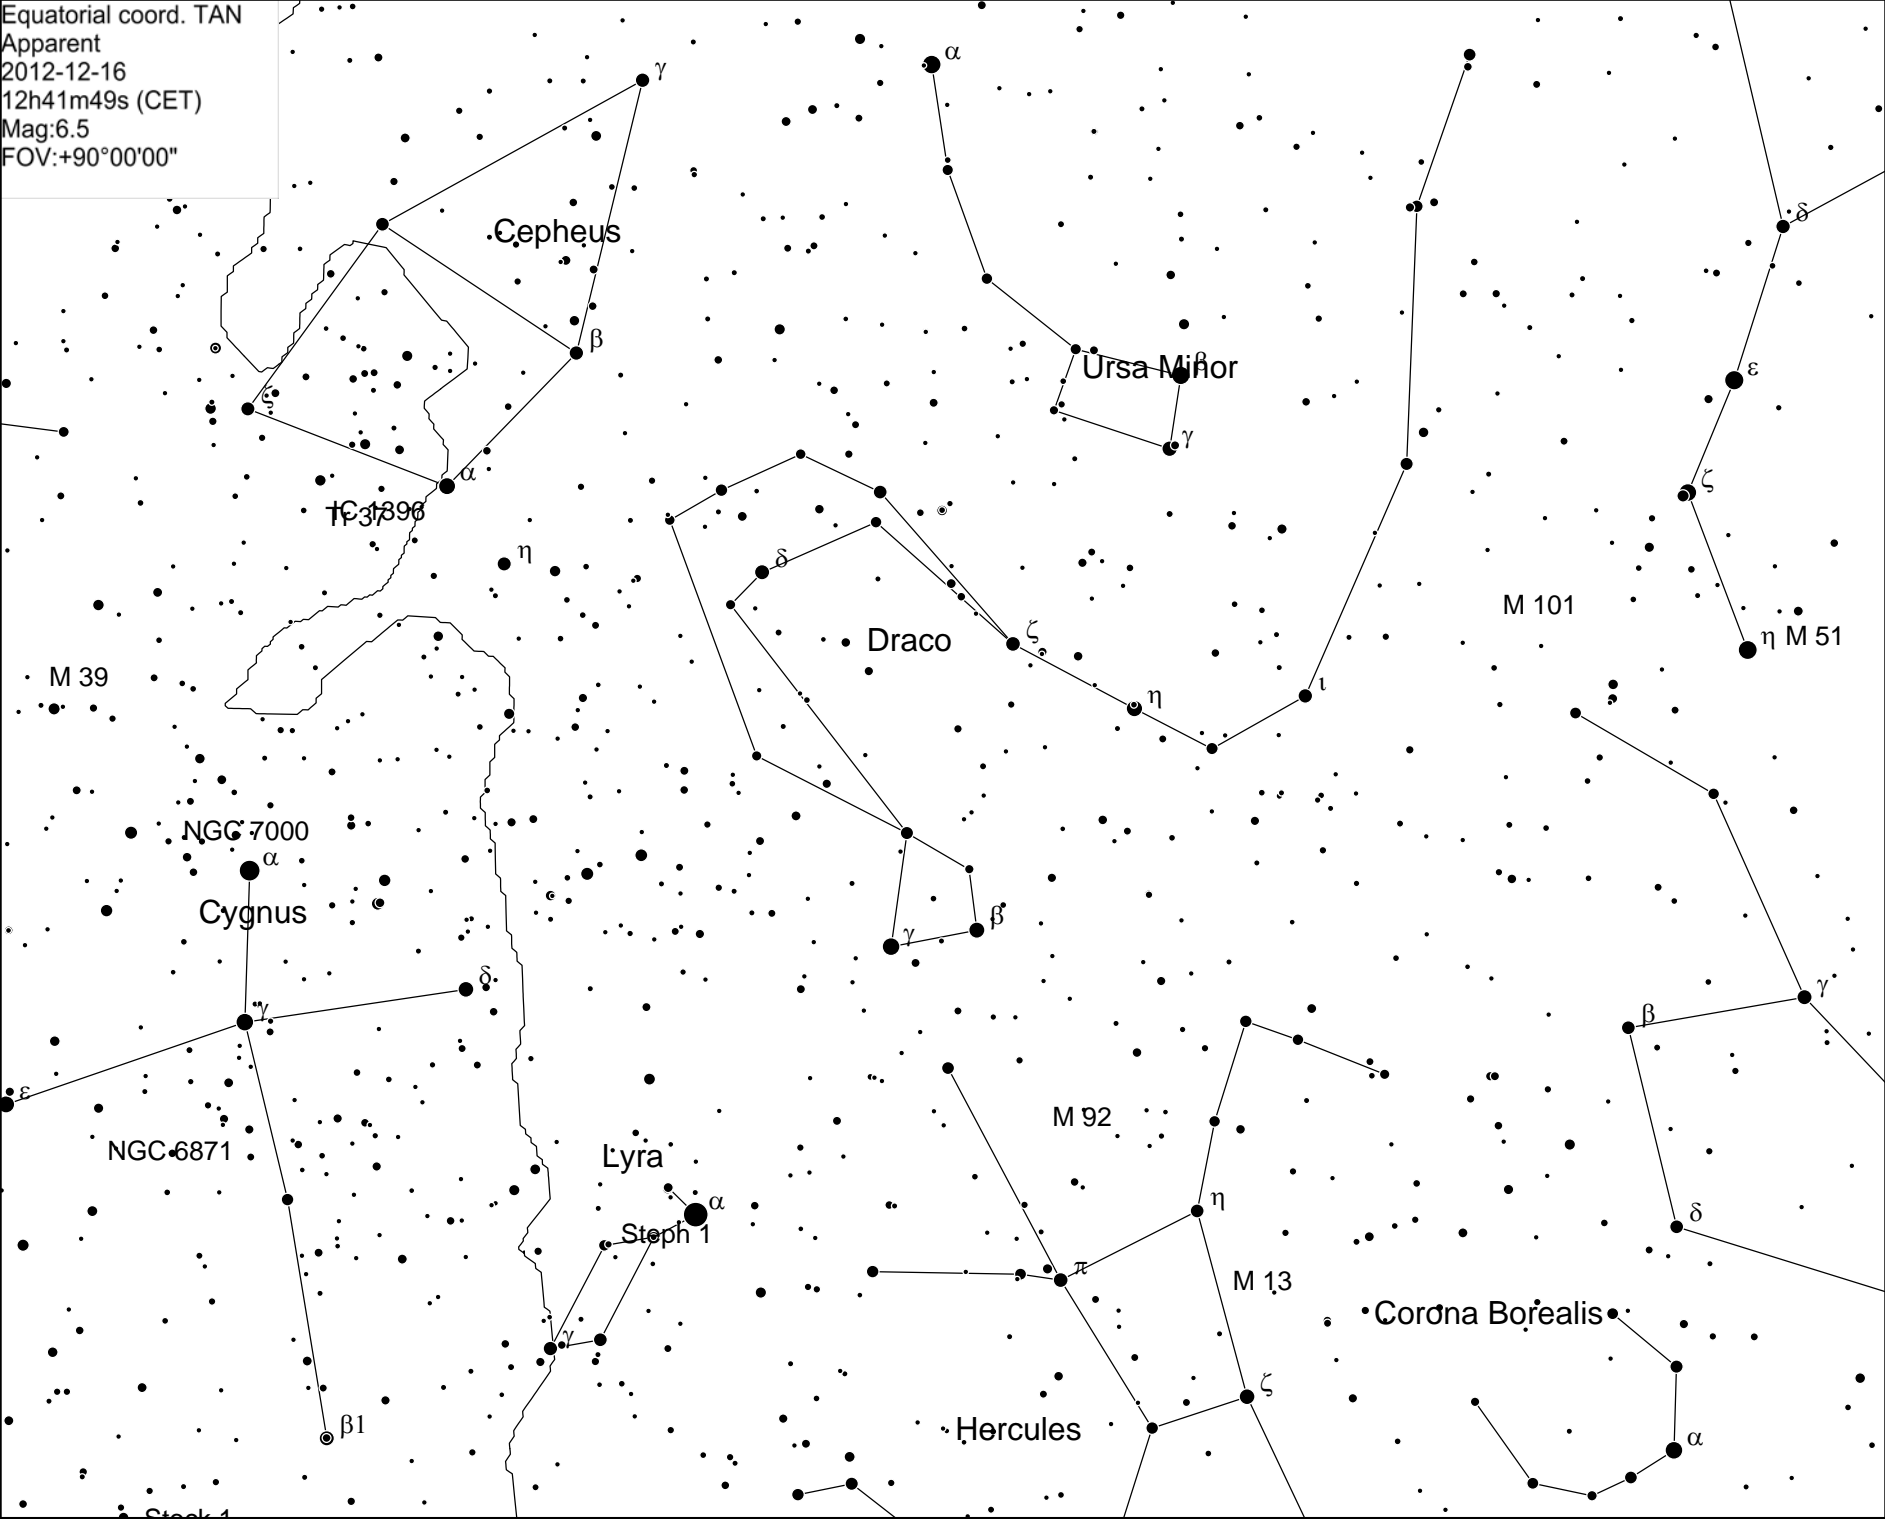 Equatorial coord. TAN
Apparent
2012-12-16
12h41m49s (CET)
Mag:6.5
FOV:+90°00'00"
α
γ
δ
Cepheus
β
Ursa Minor
β
ε
ζ
γ
α
ζ
IC 1396
Tr 37
η
δ
M 101
Draco
ζ
η M 51
M 39
ι
η
NGC 7000
α
Cygnus
β
γ
δ
γ
γ
β
ε
M 92
NGC 6871
Lyra
α
η
δ
Steph 1
π
M 13
Corona Borealis
γ
ζ
β1
Hercules
α
Stock 1